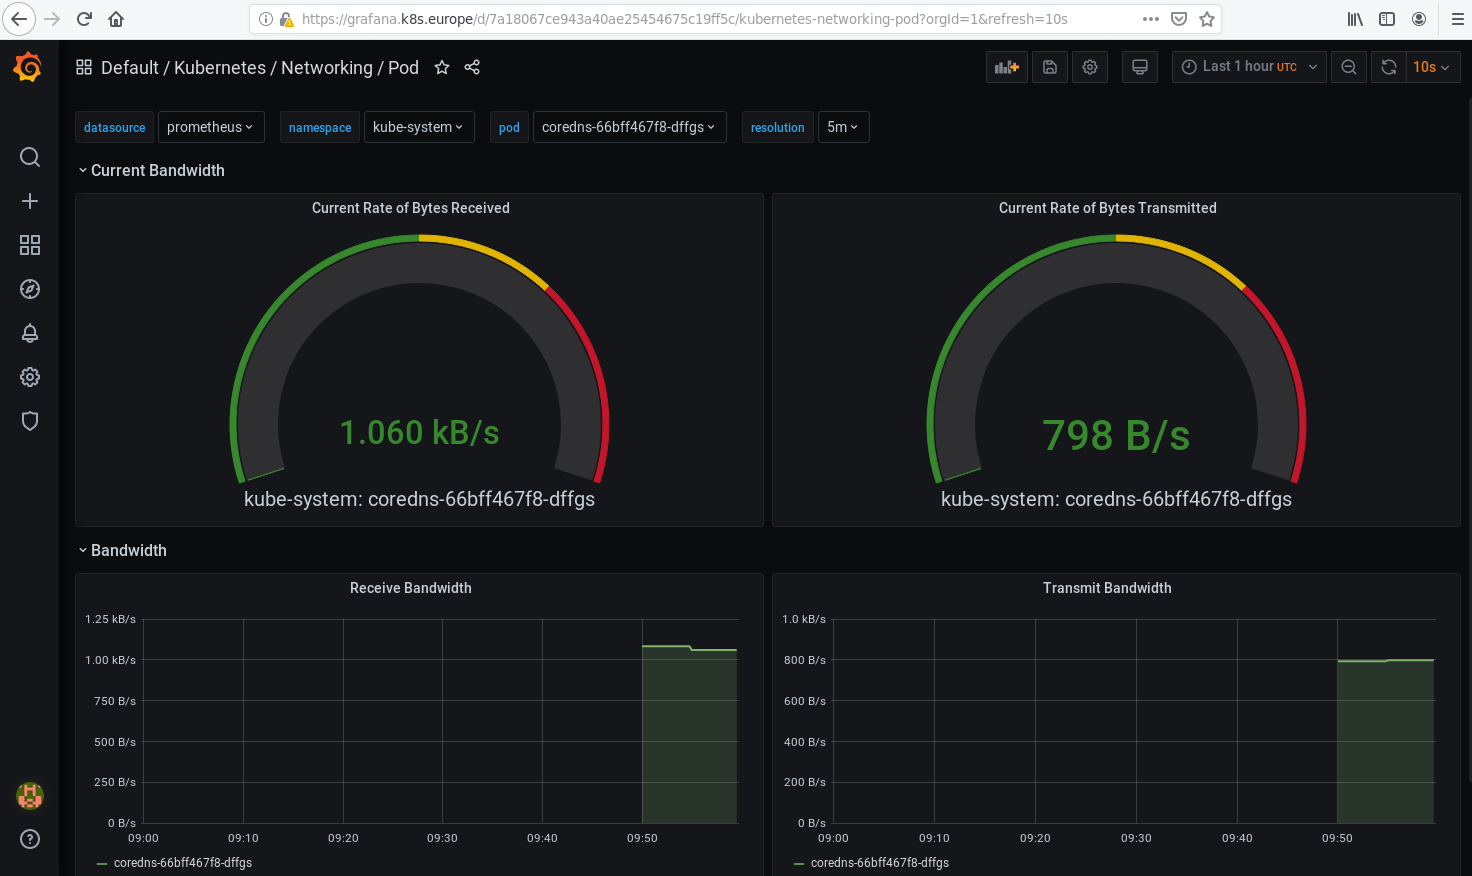 https://grafana.k8s.europe/d/7a18067ce943a40ae25454675c19ff5c/kubernetes-networking-pod?orgId=1&refresh=10s
Default / Kubernetes / Networking / Pod
Last 1 hour UTC
10s
datasource prometheus namespace kube-system pod coredns-66bff467f8-dffgs resolution 5m
Current Bandwidth
Current Rate of Bytes Received
1.060 kB/s
kube-system: coredns-66bff467f8-dffgs
Current Rate of Bytes Transmitted
798 B/s
kube-system: coredns-66bff467f8-dffgs
Bandwidth
Receive Bandwidth
1.25 kB/s
1.00 kB/s
750 B/s
500 B/s
250 B/s
0 B/s
09:00 09:10 09:20 09:30 09:40 09:50
coredns-66bff467f8-dffgs
Transmit Bandwidth
1.0 kB/s
800 B/s
600 B/s
400 B/s
200 B/s
0 B/s
09:00 09:10 09:20 09:30 09:40 09:50
coredns-66bff467f8-dffgs